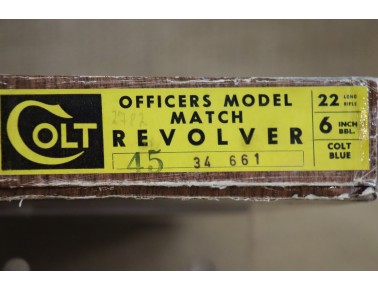 COLT
OFFICERS MODEL
MATCH
REVOLVER
45 34 661
22 LONG
RIFLE
6 INCH
BBL.
COLT
BLUE